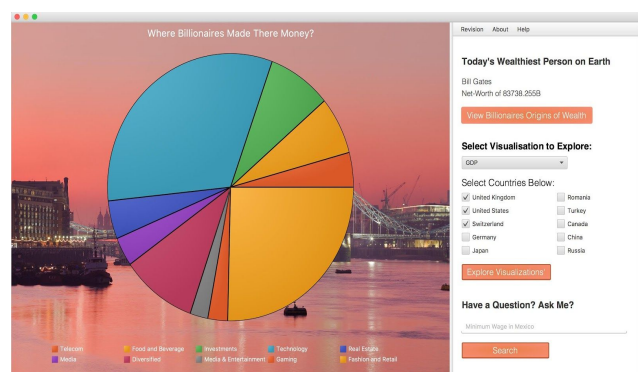 Where Billionaires Made There Money?
Telecom
Food and Beverage
Investments
Technology
Real Estate
Media
Diversified
Media & Entertainment
Gaming
Fashion and Retail
Revision About Help
Today's Wealthiest Person on Earth
Bill Gates
Net-Worth of 83738.255B
View Billionaires Origins of Wealth
Select Visualisation to Explore:
GDP
Select Countries Below:
United Kingdom Romania
United States Turkey
Switzerland Canada
Germany China
Japan Russia
Explore Visualizations'
Have a Question? Ask Me?
Minimum Wage in Mexico
Search